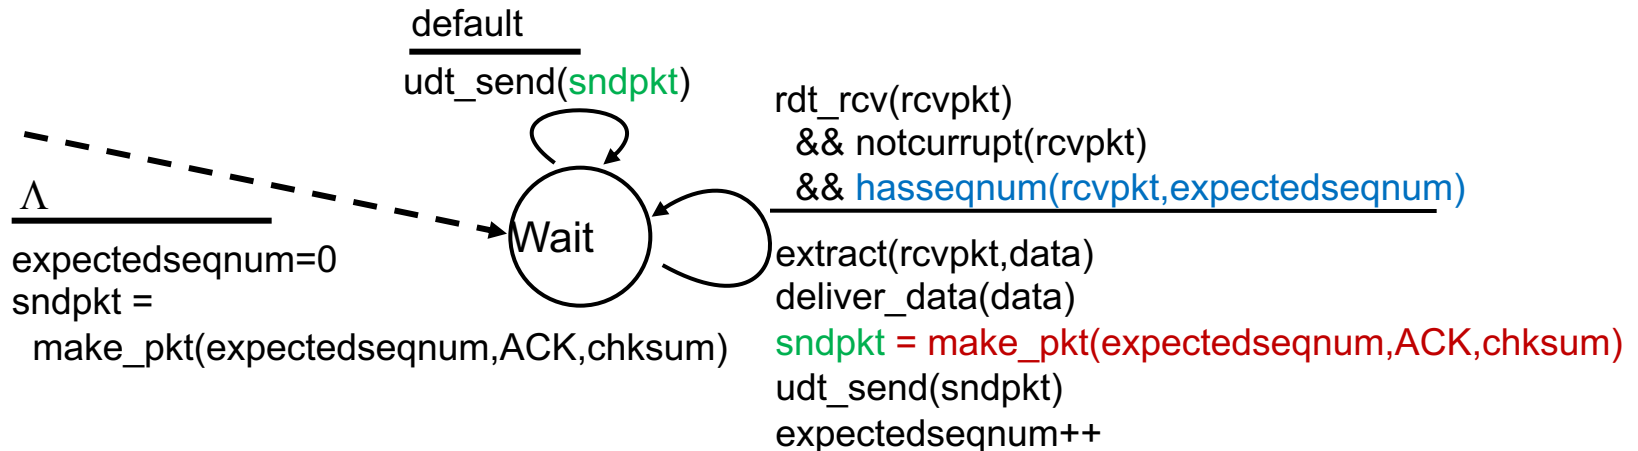 default
udt_send(sndpkt)
Λ
expectedseqnum=0
sndpkt =
make_pkt(expectedseqnum,ACK,chksum)
Wait
rdt_rcv(rcvpkt)
&& notcurrupt(rcvpkt)
&& hasseqnum(rcvpkt,expectedseqnum)
extract(rcvpkt,data)
deliver_data(data)
sndpkt = make_pkt(expectedseqnum,ACK,chksum)
udt_send(sndpkt)
expectedseqnum++